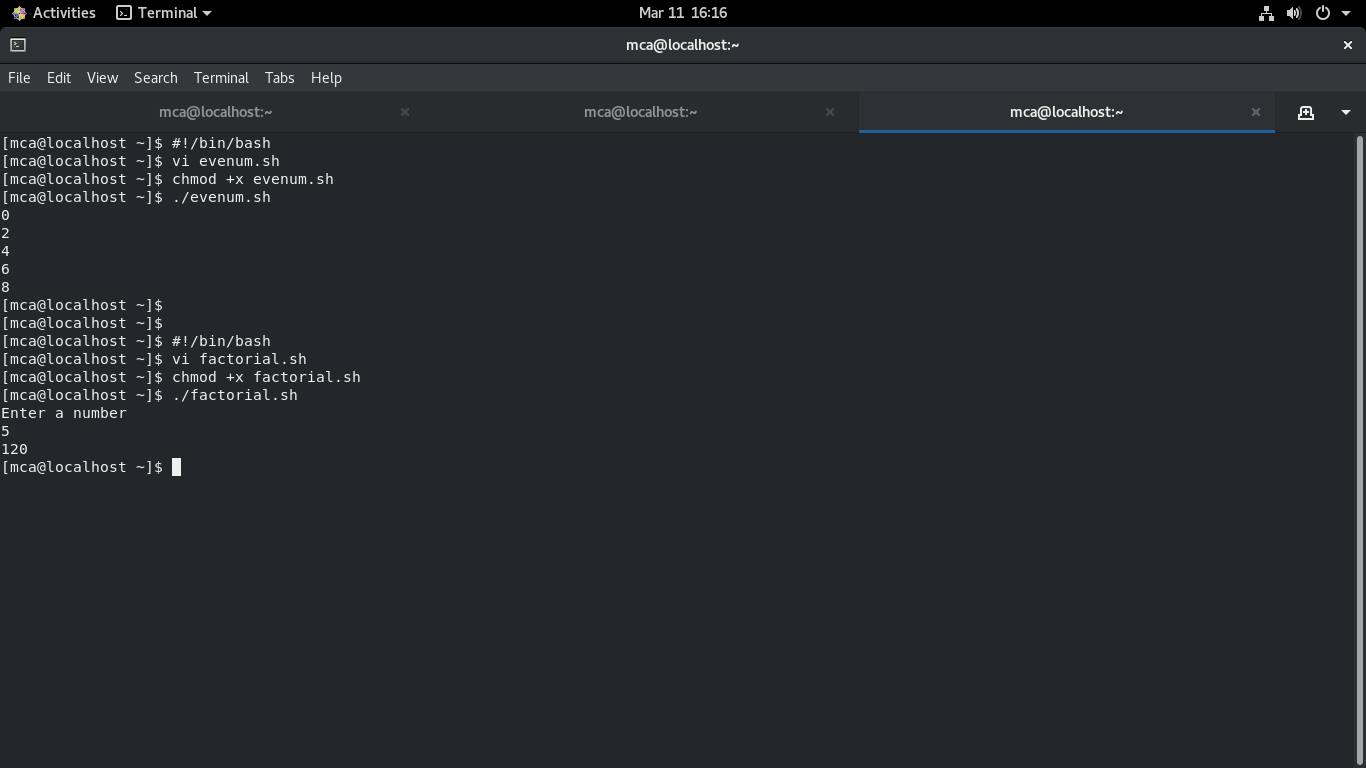 Activities Terminal Mar 11 16:16
mca@localhost:~
File Edit View Search Terminal Tabs Help
mca@localhost:~ mca@localhost:~ mca@localhost:~
[mca@localhost ~]$ #!/bin/bash
[mca@localhost ~]$ vi evenum.sh
[mca@localhost ~]$ chmod +x evenum.sh
[mca@localhost ~]$ ./evenum.sh
0
2
4
6
8
[mca@localhost ~]$
[mca@localhost ~]$
[mca@localhost ~]$ #!/bin/bash
[mca@localhost ~]$ vi factorial.sh
[mca@localhost ~]$ chmod +x factorial.sh
[mca@localhost ~]$ ./factorial.sh
Enter a number
5
120
[mca@localhost ~]$